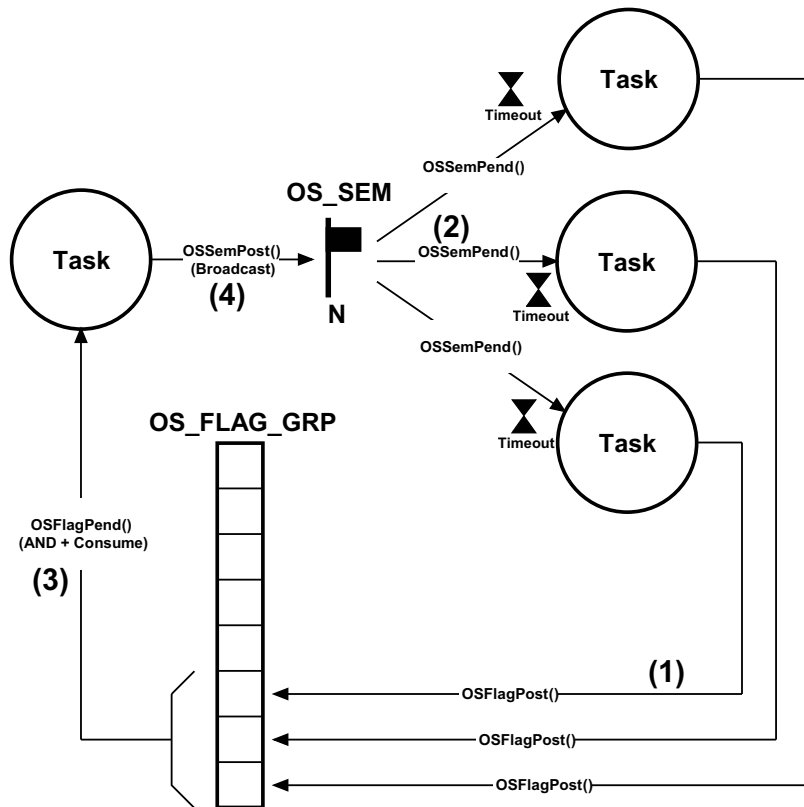 Task
Timeout
OSSemPend()
OS_SEM
(2)
OSSemPost()
(Broadcast)
(4)
Task
OSSemPend()
Task
Timeout
N
OSSemPend()
OS_FLAG_GRP
Timeout
Task
OSFlagPend()
(AND + Consume)
(3)
(1)
OSFlagPost()
OSFlagPost()
OSFlagPost()